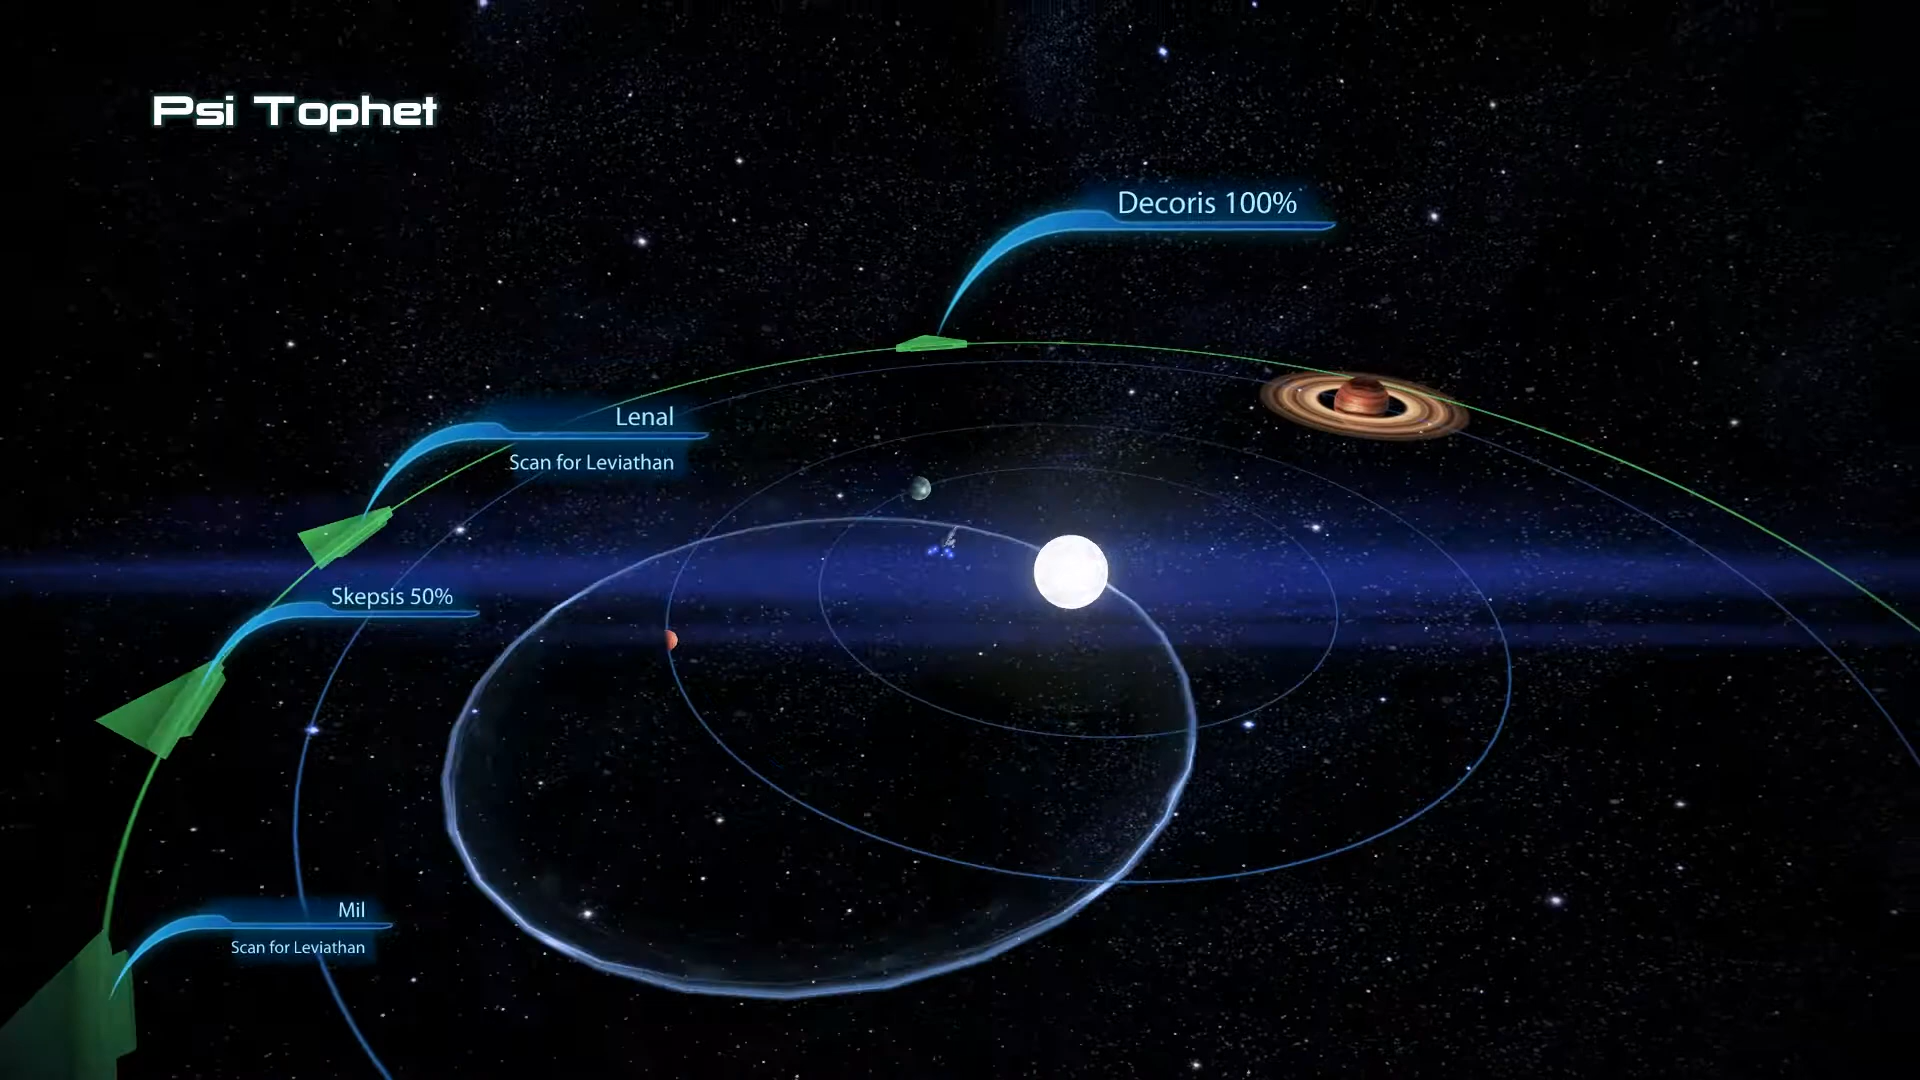 Psi Tophet
Decoris 100%
Lenal
Scan for Leviathan
Skepsis 50%
Mil
Scan for Leviathan